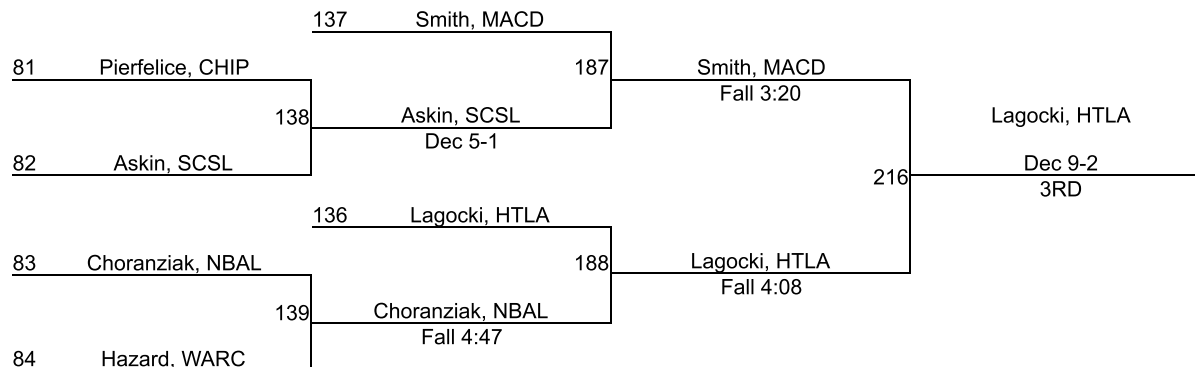 137 Smith, MACD
81 Pierfelice, CHIP
187 Smith, MACD
Fall 3:20
138 Askin, SCSL
Dec 5-1
Lagocki, HTLA
82 Askin, SCSL
216 Dec 9-2
3RD
136 Lagocki, HTLA
83 Choranziak, NBAL
188 Lagocki, HTLA
Fall 4:08
139 Choranziak, NBAL
Fall 4:47
84 Hazard, WARC